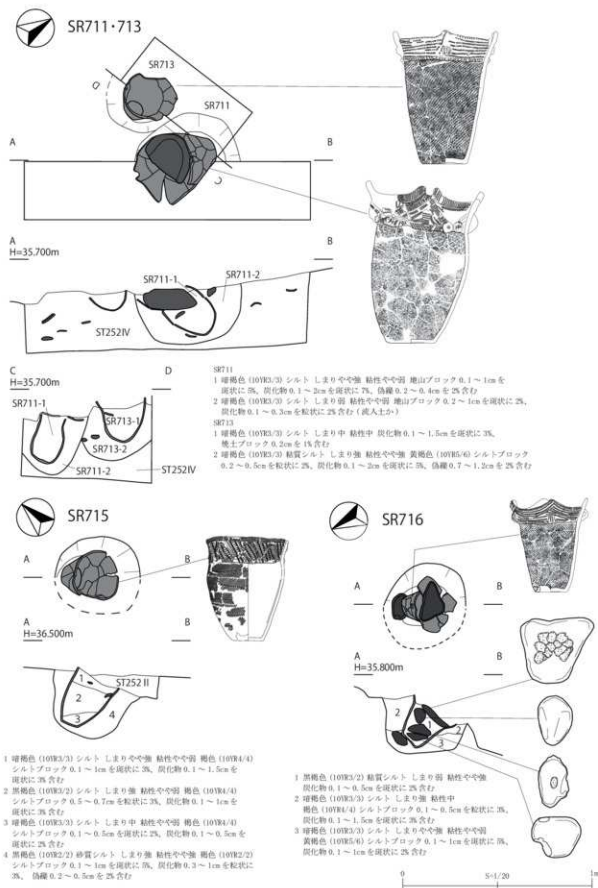 SR711・713
SR713
SR711
D
C
A
B
A
H=35.700m
B
SR711-1
SR711-2
ST252Ⅳ
C
H=35.700m
D
SR711-1
SR713-1
SR713-2
SR711-2
ST252Ⅳ
SR711
1 暗褐色 (10YR3/3) シルト しまりやや強 粘性やや弱 地山ブロック 0.1 ～ 1cm を
斑状に 5%、炭化物 0.1 ～ 2cm を斑状に 7%、偽礫 0.2 ～ 0.4cm を 2% 含む
2 暗褐色 (10YR3/3) シルト しまり弱 粘性やや弱 地山ブロック 0.2 ～ 1cm を斑状に 2%、
炭化物 0.1 ～ 0.3cm を粒状に 2% 含む ( 流入土か )
SR713
1 暗褐色 (10YR3/3) シルト しまり中 粘性中 炭化物 0.1 ～ 1.5cm を斑状に 3%、
焼土ブロック 0.2cm を 1% 含む
2 暗褐色 (10YR3/3) 粘質シルト しまり強 粘性やや強 黄褐色 (10YR5/6) シルトブロック
0.2 ～ 0.5cm を粒状に 2%、炭化物 0.1 ～ 2cm を斑状に 5%、偽礫 0.7 ～ 1.2cm を 2% 含む
SR715
A
B
A
H=36.500m
B
1
ST252 Ⅱ
2
4
3
1 暗褐色 (10YR3/3) シルト しまりやや強 粘性やや弱 褐色 (10YR4/4)
シルトブロック 0.1 ～ 1cm を斑状に 3%、炭化物 0.1 ～ 1.5cm を
斑状に 3% 含む
2 黒褐色 (10YR3/2) シルト しまり強 粘性やや弱 褐色 (10YR4/4)
シルトブロック 0.5 ～ 0.7cm を粒状に 3%、炭化物 0.1 ～ 1cm を
斑状に 3% 含む
3 暗褐色 (10YR3/3) シルト しまり中 粘性やや弱 褐色 (10YR4/4)
シルトブロック 0.1 ～ 0.5cm を斑状に 2%、炭化物 0.1 ～ 0.5cm を
斑状に 2% 含む
4 黒褐色 (10YR2/2) 砂質シルト しまり強 粘性やや強 褐色 (10YR2/2)
シルトブロック 0.1 ～ 1cm を斑状に 5%、炭化物 0.3 ～ 1cm を粒状に
3%、偽礫 0.2 ～ 0.5cm を 2% 含む
SR716
A
B
A
H=35.800m
B
2
1
2
3
1 黒褐色 (10YR3/2) 粘質シルト しまり弱 粘性やや強
炭化物 0.1 ～ 0.5cm を斑状に 2% 含む
2 暗褐色 (10YR3/3) シルト しまり強 粘性中
褐色 (10YR4/4) シルトブロック 0.1 ～ 0.5cm を粒状に 3%、
炭化物 0.1 ～ 1.5cm を斑状に 3% 含む
3 暗褐色 (10YR3/3) シルト しまりやや強 粘性やや弱
黄褐色 (10YR5/6) シルトブロック 0.1 ～ 1cm を斑状に 5%、
炭化物 0.1 ～ 1cm を斑状に 2% 含む
0
S=1/20
1m